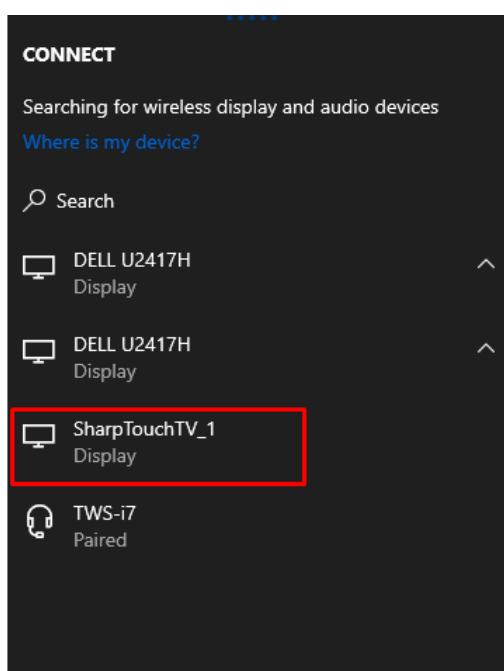 CONNECT
Searching for wireless display and audio devices
Where is my device?
Search
DELL U2417H
Display
DELL U2417H
Display
SharpTouchTV_1
Display
TWS-i7
Paired